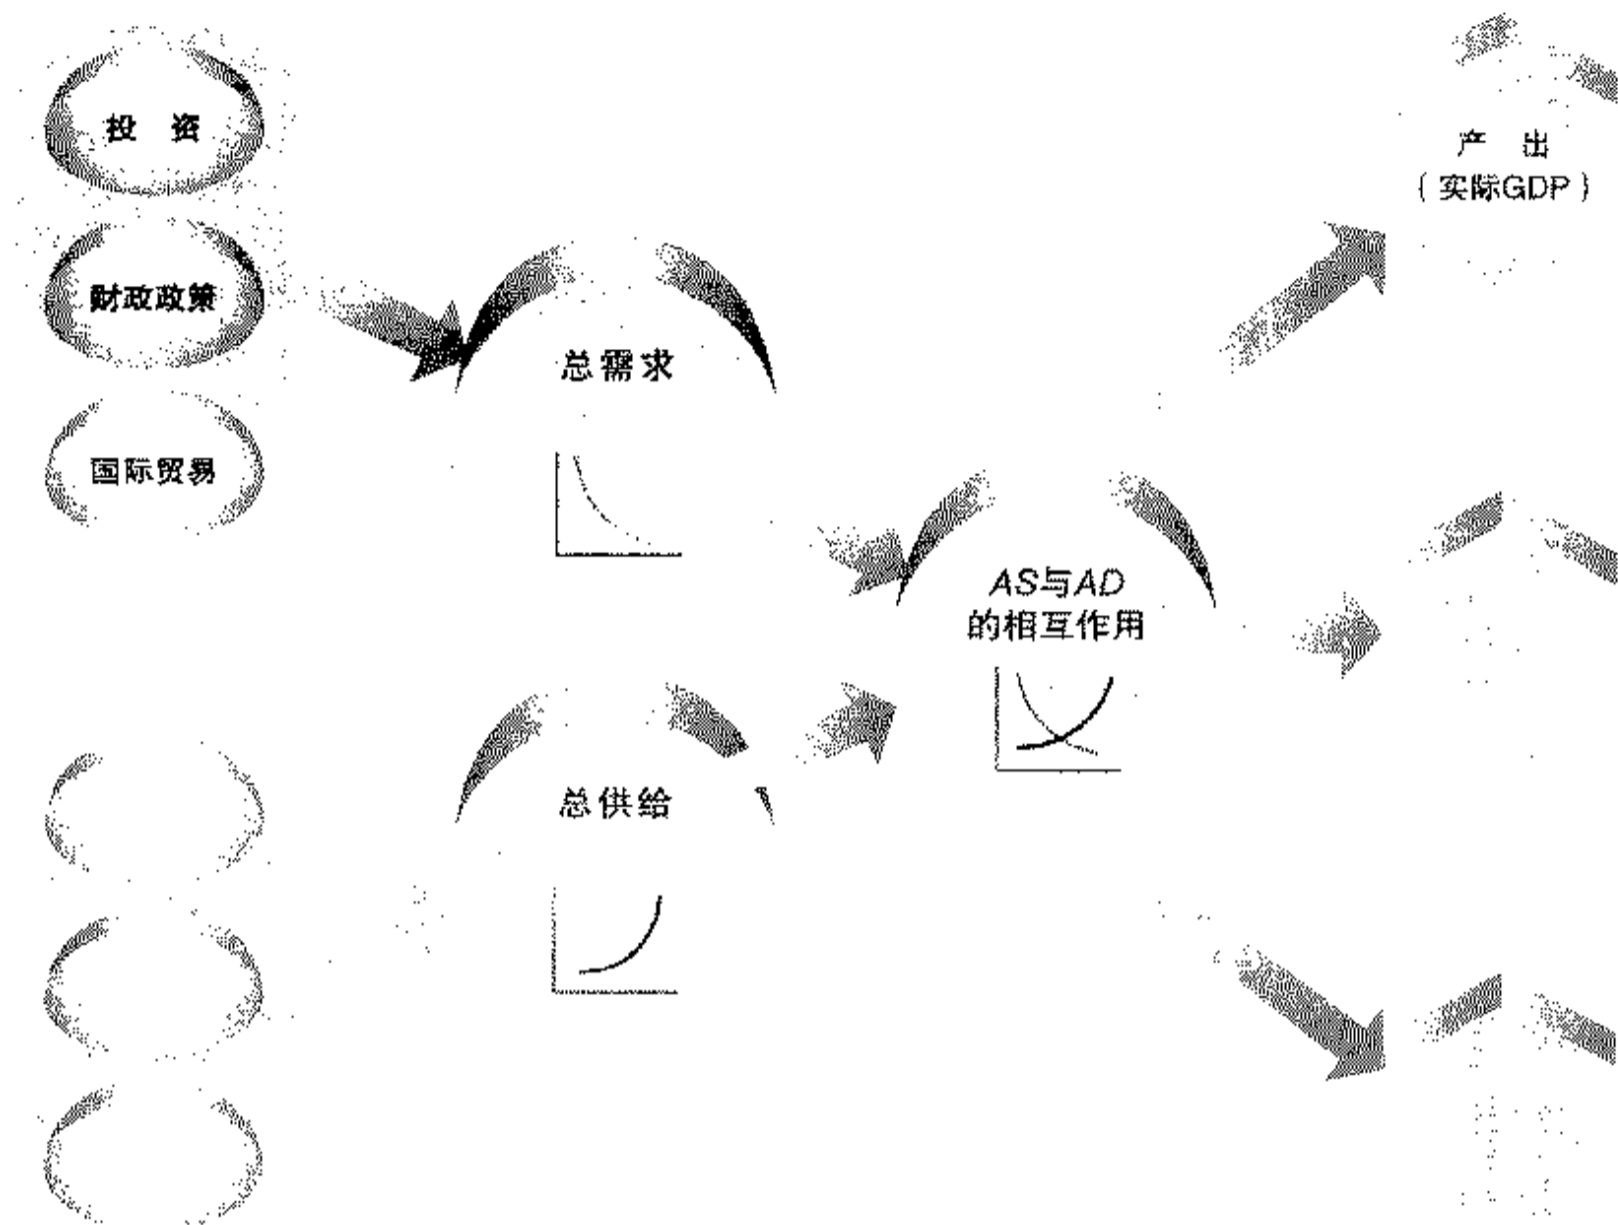 投 资
财政政策
国际贸易
总需求
总供给
AS与AD
的相互作用
产 出
（实际GDP）